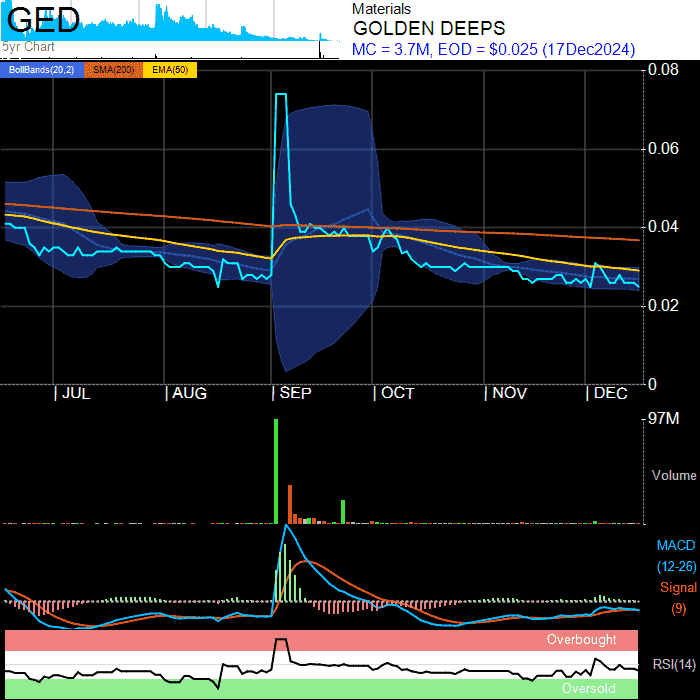 GED
5yr Chart
Materials
GOLDEN DEEPS
MC = 3.7M, EOD = $0.025 (17Dec2024)
BollBands(20,2) SMA(200) EMA(50)
0.08
0.06
0.04
0.02
0
| JUL | AUG | SEP | OCT | NOV | DEC
97M
Volume
MACD
(12-26)
Signal
(9)
Overbought
RSI(14)
Oversold